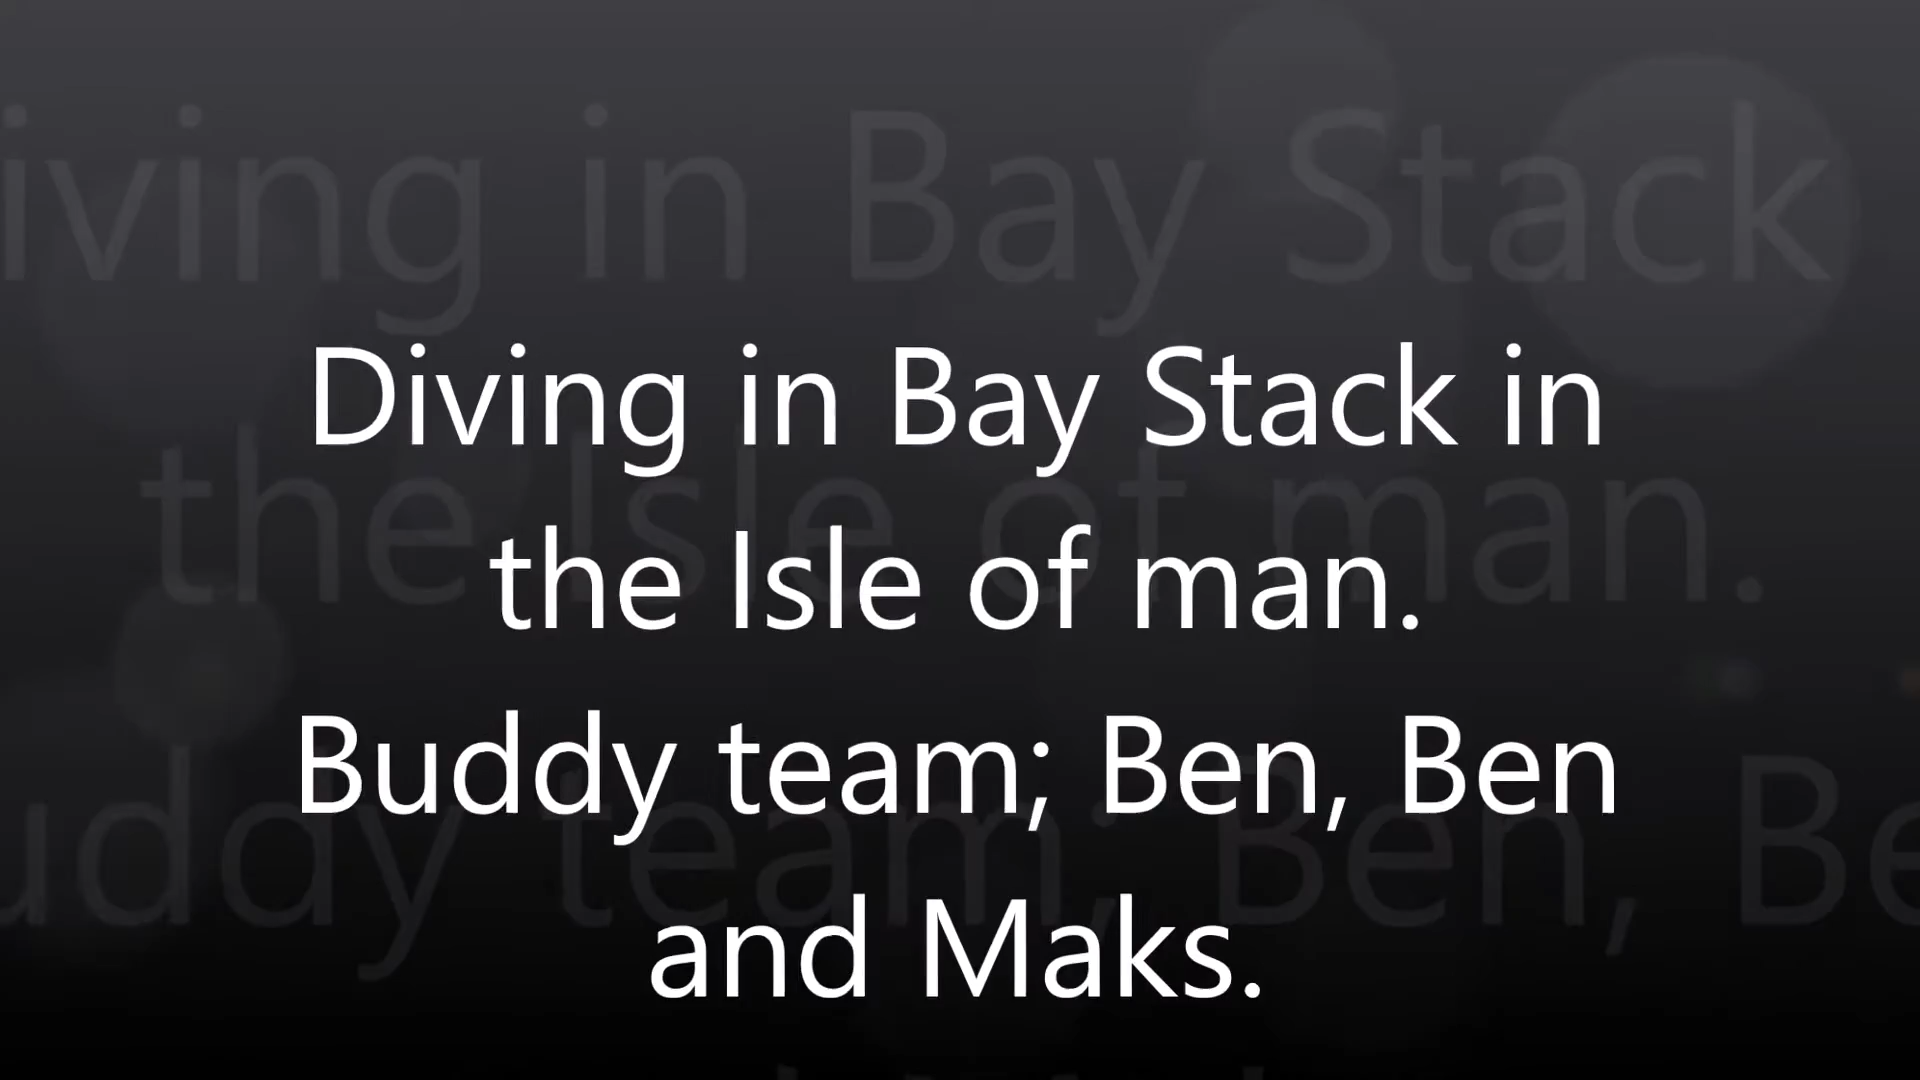 Diving in Bay Stack in
the Isle of man.
Buddy team; Ben, Ben
and Maks.